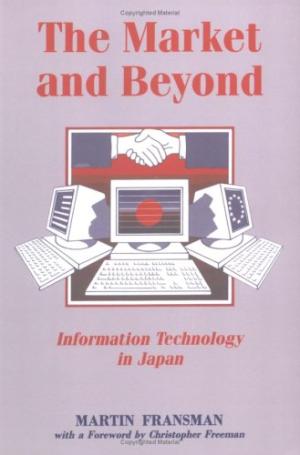 Copyrighted Material
The Market
and Beyond
Information Technology
in Japan
MARTIN FRANSMAN
with a Foreword by Christopher Freeman
Copyrighted Material